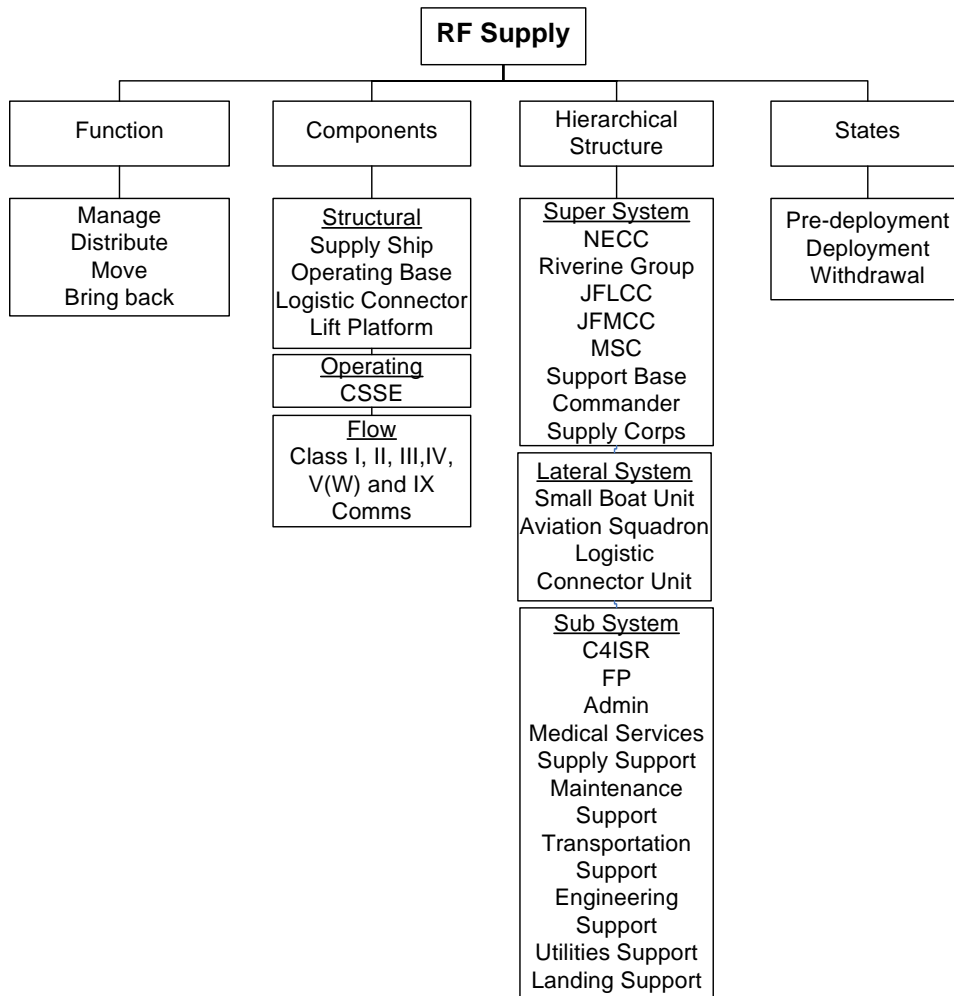 RF Supply
Function
Components
Hierarchical
Structure
States
Manage
Distribute
Move
Bring back
Structural
Supply Ship
Operating Base
Logistic Connector
Lift Platform
Operating
CSSE
Flow
Class I, II, III,IV,
V(W) and IX
Comms
Super System
NECC
Riverine Group
JFLCC
JFMCC
MSC
Support Base
Commander
Supply Corps
Lateral System
Small Boat Unit
Aviation Squadron
Logistic
Connector Unit
Sub System
C4ISR
FP
Admin
Medical Services
Supply Support
Maintenance
Support
Transportation
Support
Engineering
Support
Utilities Support
Landing Support
Pre-deployment
Deployment
Withdrawal